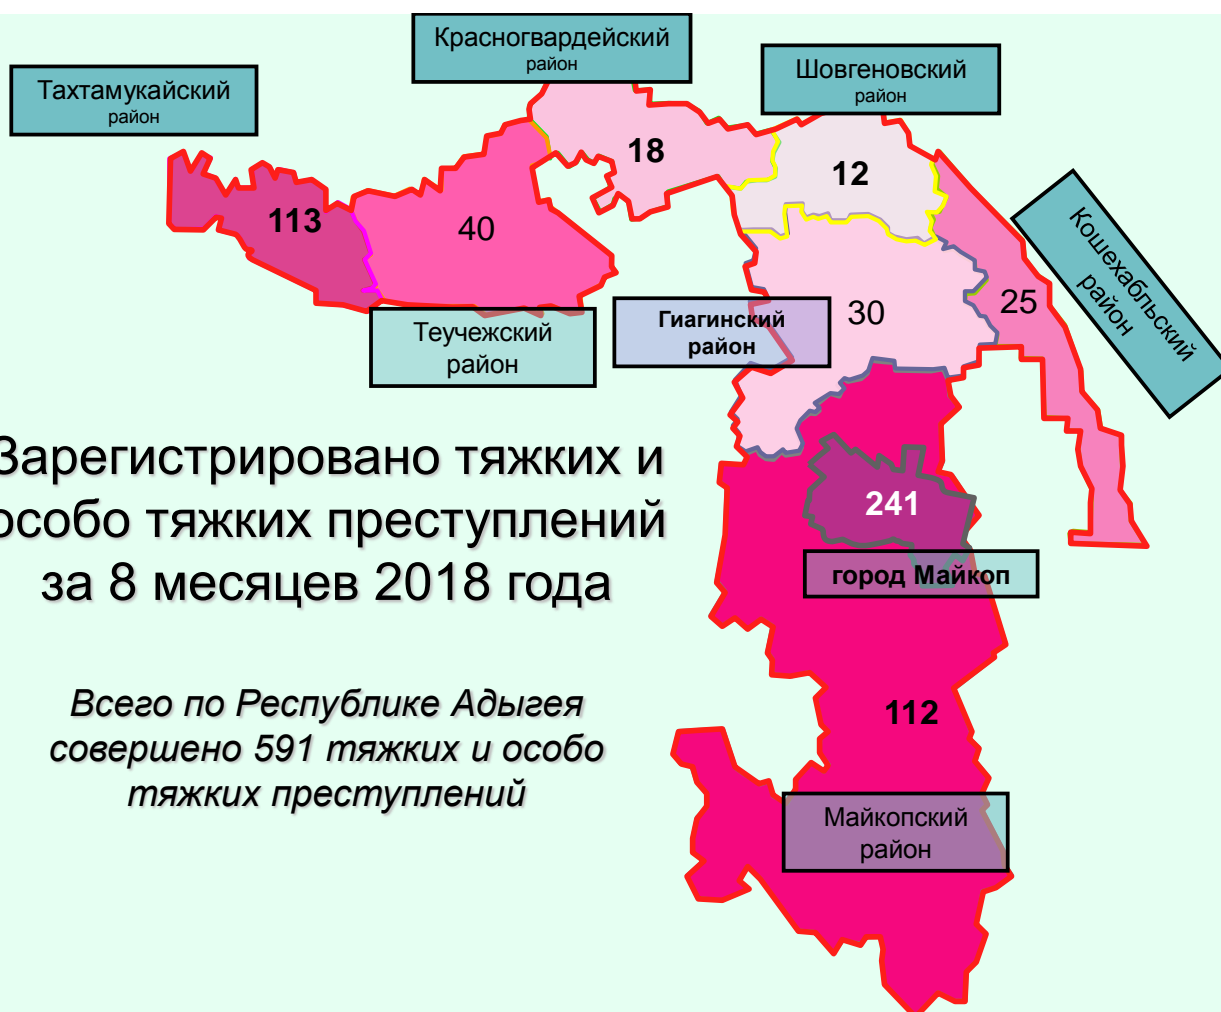 Красногвардейский
район
Шовгеновский
район
Тахтамукайский
район
18
12
113
40
Кошехабльский
район
30
25
Гиагинский
район
Теучежский
район
Зарегистрировано тяжких и
особо тяжких преступлений
за 8 месяцев 2018 года
241
город Майкоп
Всего по Республике Адыгея
совершено 591 тяжких и особо
тяжких преступлений
112
Майкопский
район